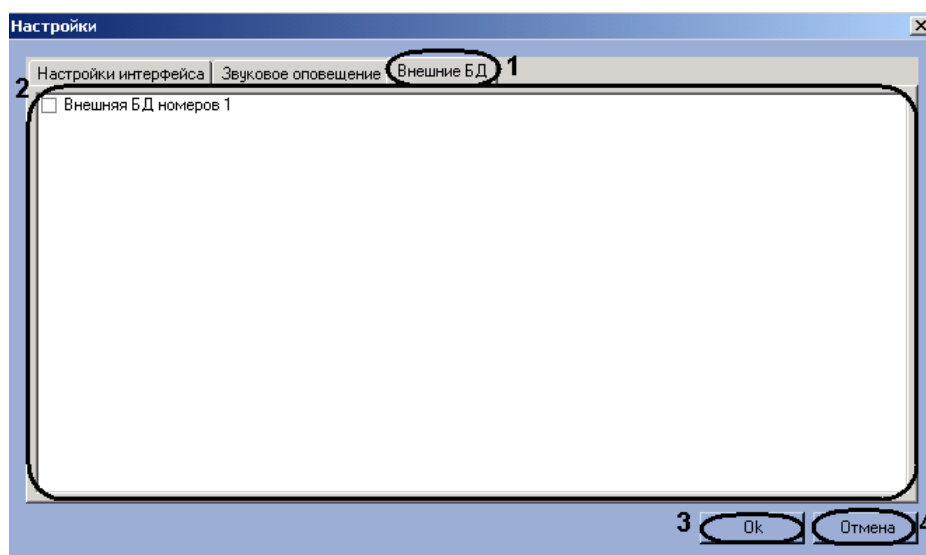 Настройки
Настройки интерфейса Звуковое оповещение Внешние БД 1
2
Внешняя БД номеров 1
3 Ok Отмена 4